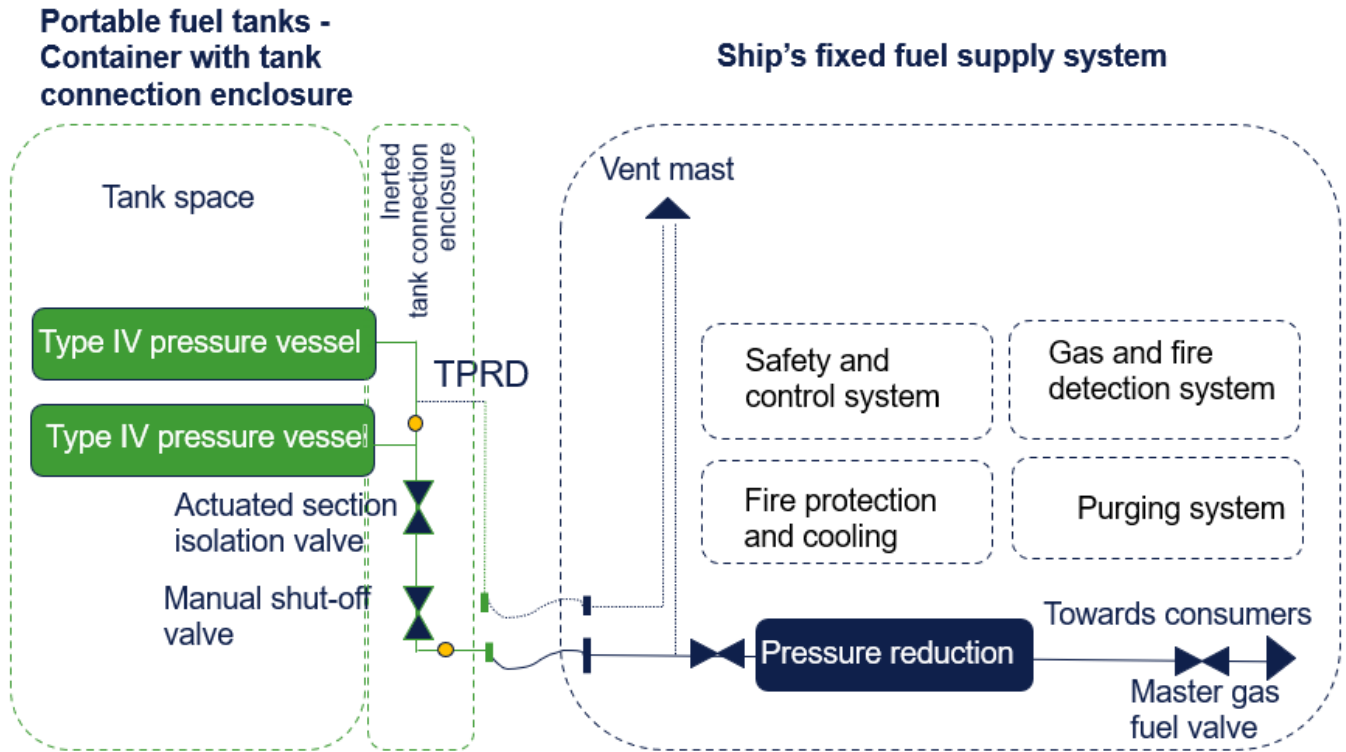 Portable fuel tanks -
Container with tank
connection enclosure
Ship's fixed fuel supply system
Tank space
Inerted
tank connection
enclosure
Vent mast
Type IV pressure vessel
Type IV pressure vessel
TPRD
Safety and
control system
Gas and fire
detection system
Fire protection
and cooling
Purging system
Actuated section
isolation valve
Manual shut-off
valve
Pressure reduction
Towards consumers
Master gas
fuel valve